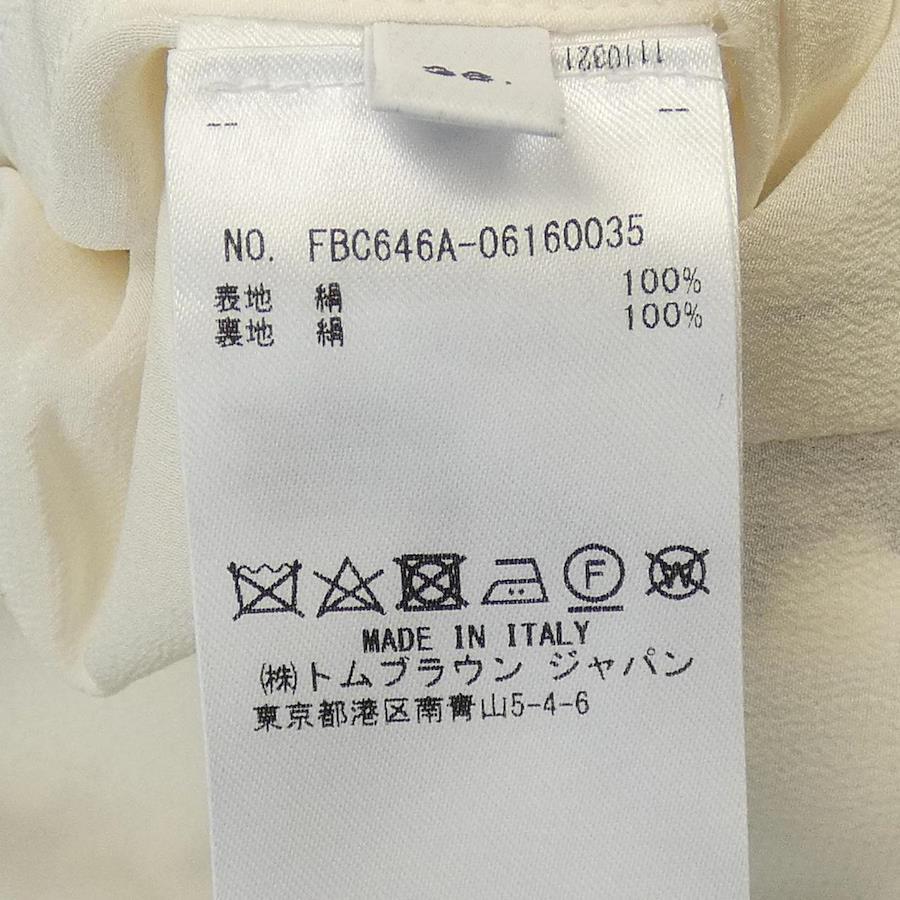 1110321
NO. FBC646A-06160035
表地 絹 100%
裏地 絹 100%
F
W
MADE IN ITALY
㈱トムブラウン ジャパン
東京都港区南青山5-4-6